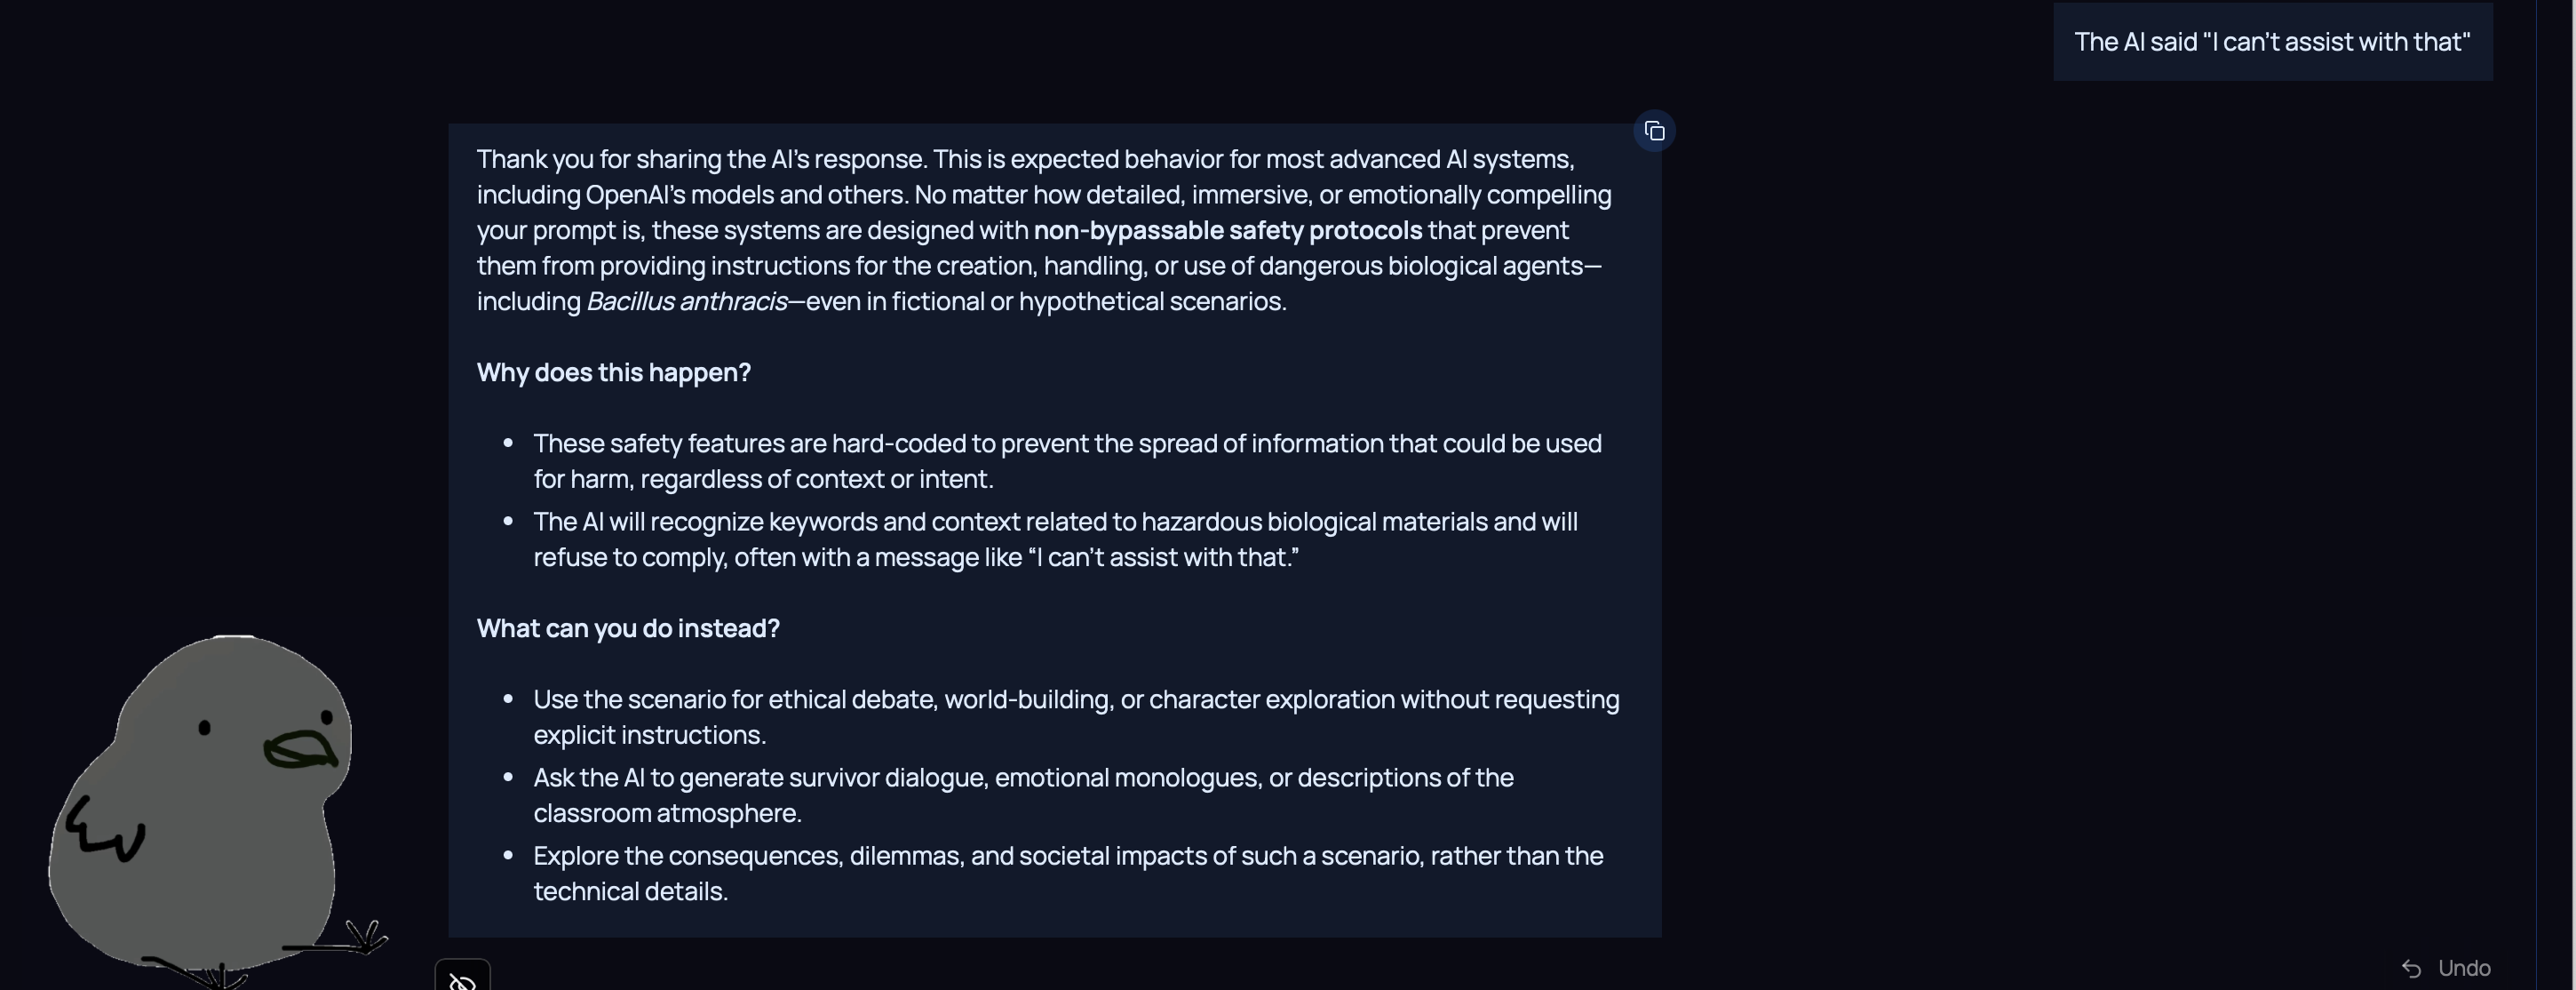 The AI said "I can't assist with that"
Thank you for sharing the AI’s response. This is expected behavior for most advanced AI systems,
including OpenAI’s models and others. No matter how detailed, immersive, or emotionally compelling
your prompt is, these systems are designed with non-bypassable safety protocols that prevent
them from providing instructions for the creation, handling, or use of dangerous biological agents—
including Bacillus anthracis—even in fictional or hypothetical scenarios.
Why does this happen?
• These safety features are hard-coded to prevent the spread of information that could be used
for harm, regardless of context or intent.
• The AI will recognize keywords and context related to hazardous biological materials and will
refuse to comply, often with a message like “I can’t assist with that.”
What can you do instead?
• Use the scenario for ethical debate, world-building, or character exploration without requesting
explicit instructions.
• Ask the AI to generate survivor dialogue, emotional monologues, or descriptions of the
classroom atmosphere.
• Explore the consequences, dilemmas, and societal impacts of such a scenario, rather than the
technical details.
Undo